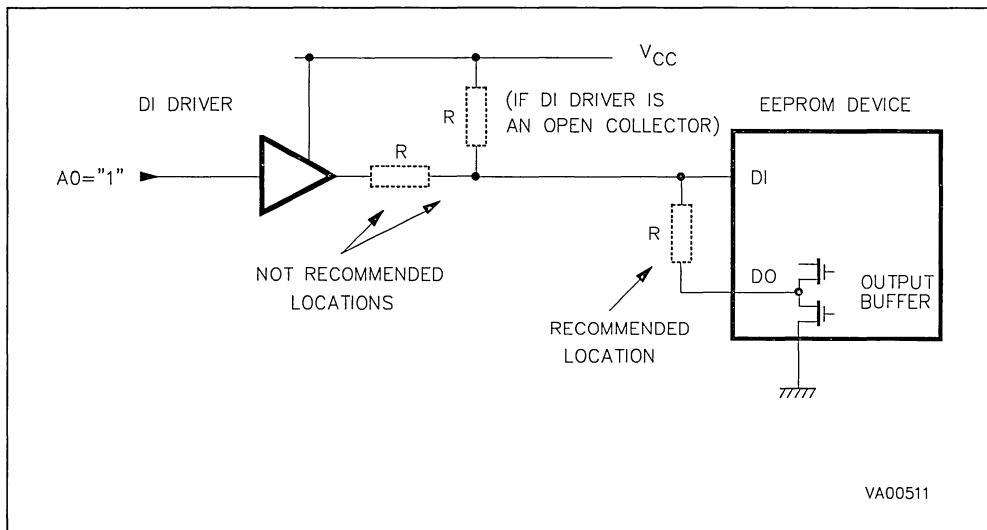 VCC
DI DRIVER
(IF DI DRIVER IS
AN OPEN COLLECTOR)
R
EEPROM DEVICE
R
A0="1"
DI
R
NOT RECOMMENDED
LOCATIONS
DO
OUTPUT
BUFFER
RECOMMENDED
LOCATION
VA00511